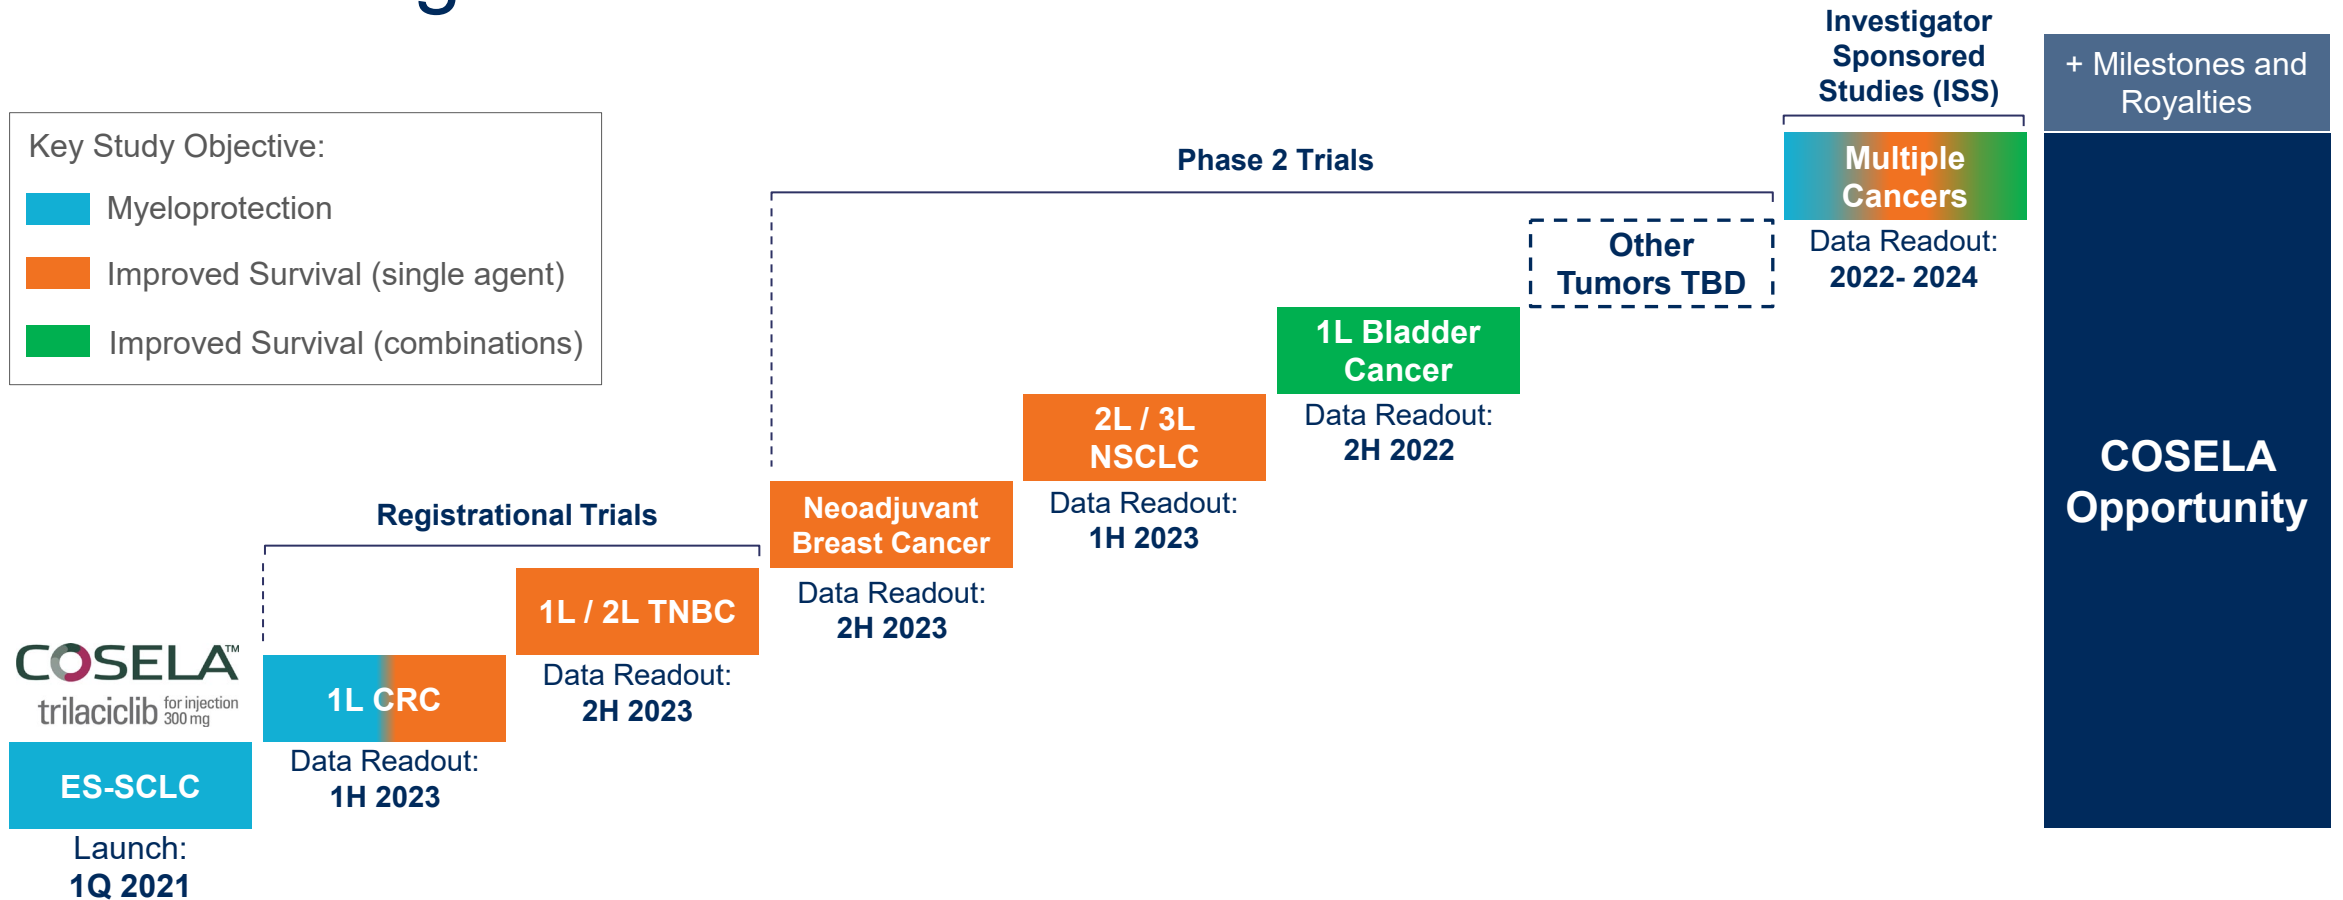 Key Study Objective:
Myeloprotection
Improved Survival (single agent)
Improved Survival (combinations)
COSELA™
trilaciclib for injection 300 mg
ES-SCLC
Launch:
1Q 2021
Registrational Trials
1L CRC
Data Readout:
1H 2023
1L / 2L TNBC
Data Readout:
2H 2023
Phase 2 Trials
Neoadjuvant
Breast Cancer
Data Readout:
2H 2023
2L / 3L
NSCLC
Data Readout:
1H 2023
1L Bladder
Cancer
Data Readout:
2H 2022
Other
Tumors TBD
Investigator
Sponsored
Studies (ISS)
Multiple
Cancers
Data Readout:
2022- 2024
+ Milestones and
Royalties
COSELA
Opportunity